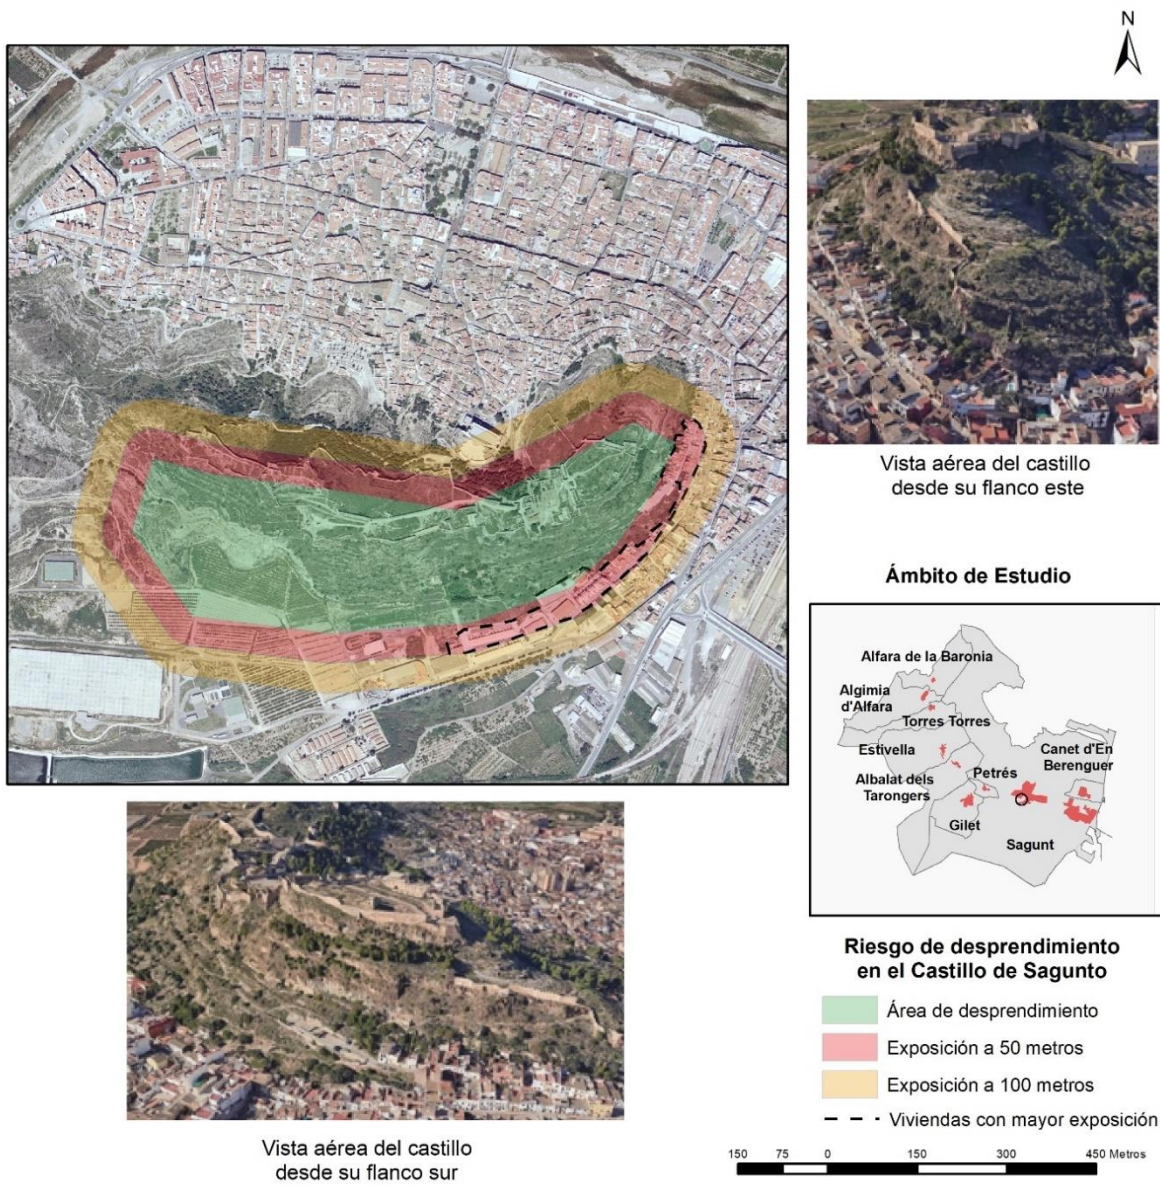 N
Vista aérea del castillo
desde su flanco este
Ámbito de Estudio
Alfara de la Baronia
Algimia
d'Alfara
Torres Torres
Estivella
Canet d'En
Berenguer
Albalat dels
Tarongers
Petrés
Gilet
Sagunt
Vista aérea del castillo
desde su flanco sur
Riesgo de desprendimiento
en el Castillo de Sagunto
Área de desprendimiento
Exposición a 50 metros
Exposición a 100 metros
Viviendas con mayor exposición
150 75 0 150 300 450 Metros